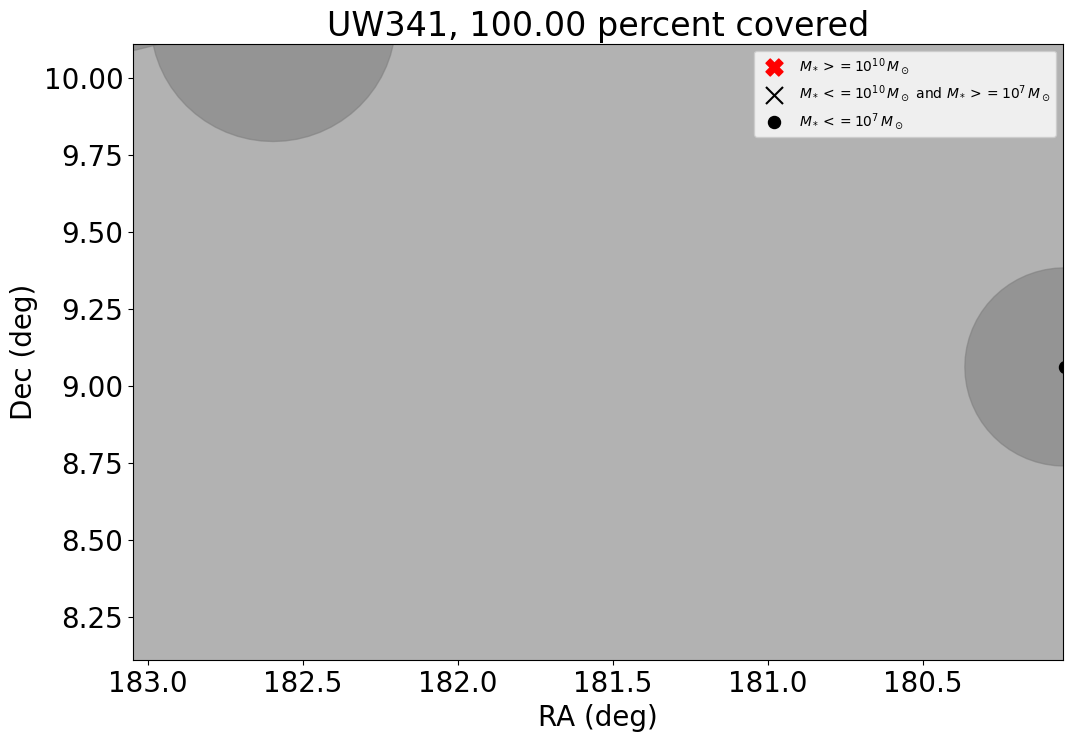 UW341, 100.00 percent covered
M* >= 10^10 M⊙
M* <= 10^10 M⊙ and M* >= 10^7 M⊙
M* <= 10^7 M⊙
10.00
9.75
9.50
9.25
9.00
8.75
8.50
8.25
Dec (deg)
183.0 182.5 182.0 181.5 181.0 180.5
RA (deg)